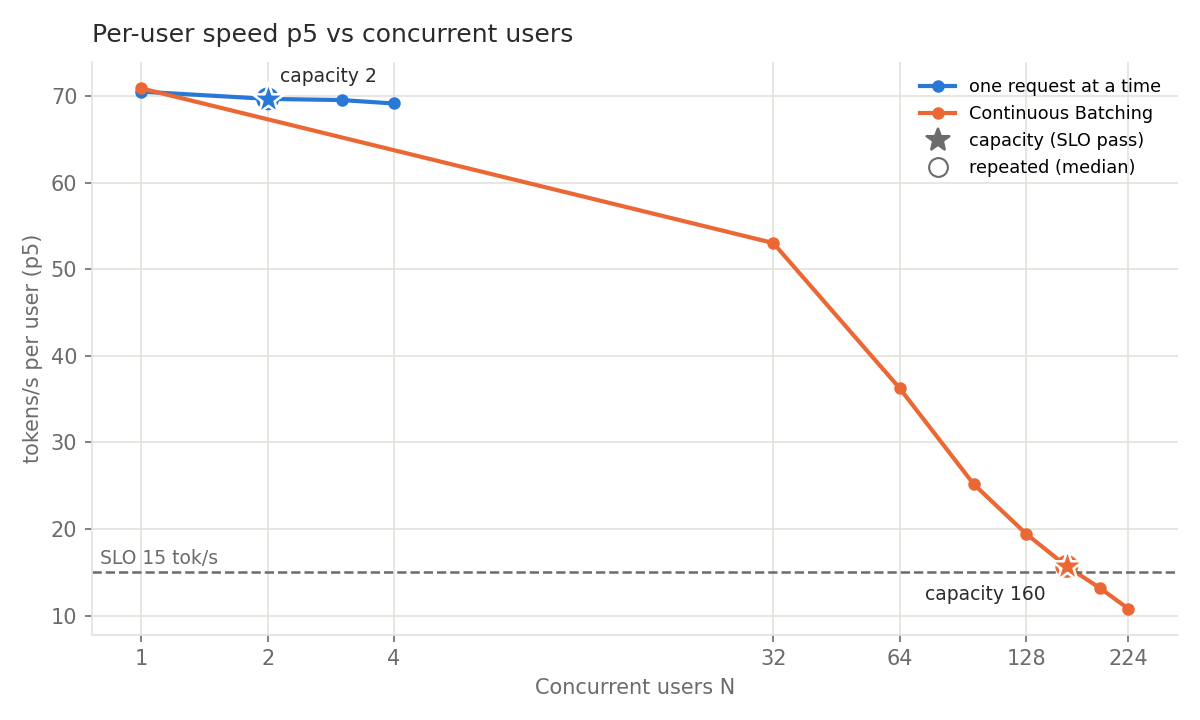 Per-user speed p5 vs concurrent users
capacity 2
one request at a time
Continuous Batching
capacity (SLO pass)
repeated (median)
tokens/s per user (p5)
70
60
50
40
30
20
10
SLO 15 tok/s
capacity 160
1 2 4 32 64 128 224
Concurrent users N